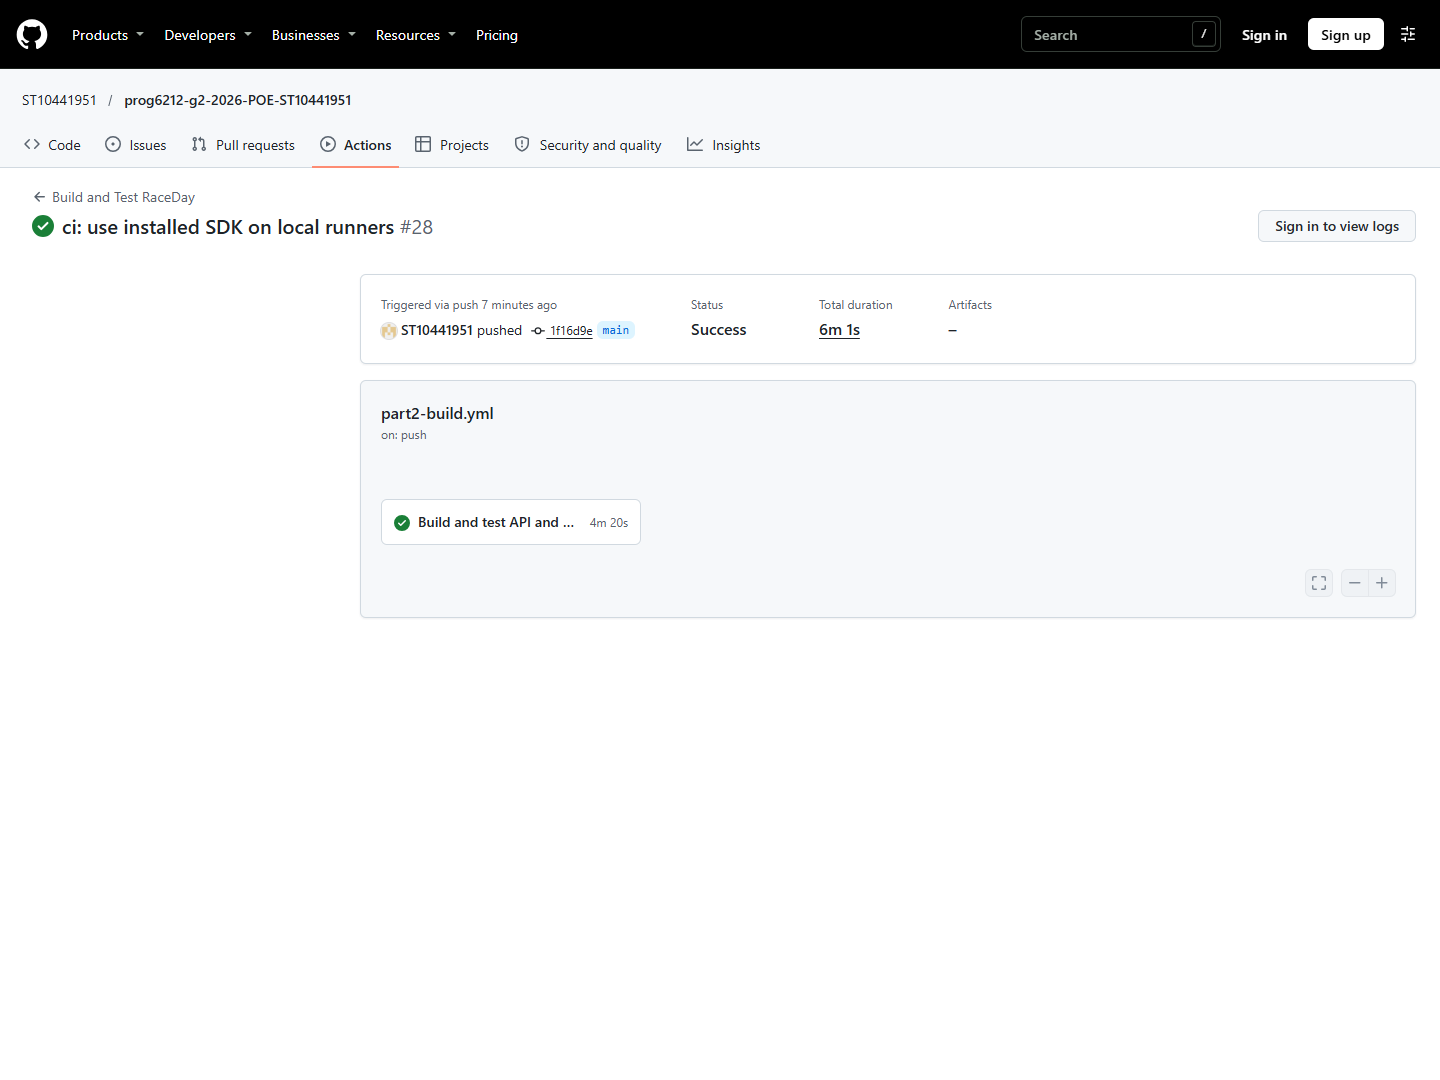 Products Developers Businesses Resources Pricing Search / Sign in Sign up
ST10441951 / prog6212-g2-2026-POE-ST10441951
Code Issues Pull requests Actions Projects Security and quality Insights
Build and Test RaceDay
ci: use installed SDK on local runners #28
Sign in to view logs
Triggered via push 7 minutes ago Status Total duration Artifacts
ST10441951 pushed 1f16d9e main Success 6m 1s –
part2-build.yml
on: push
Build and test API and ... 4m 20s